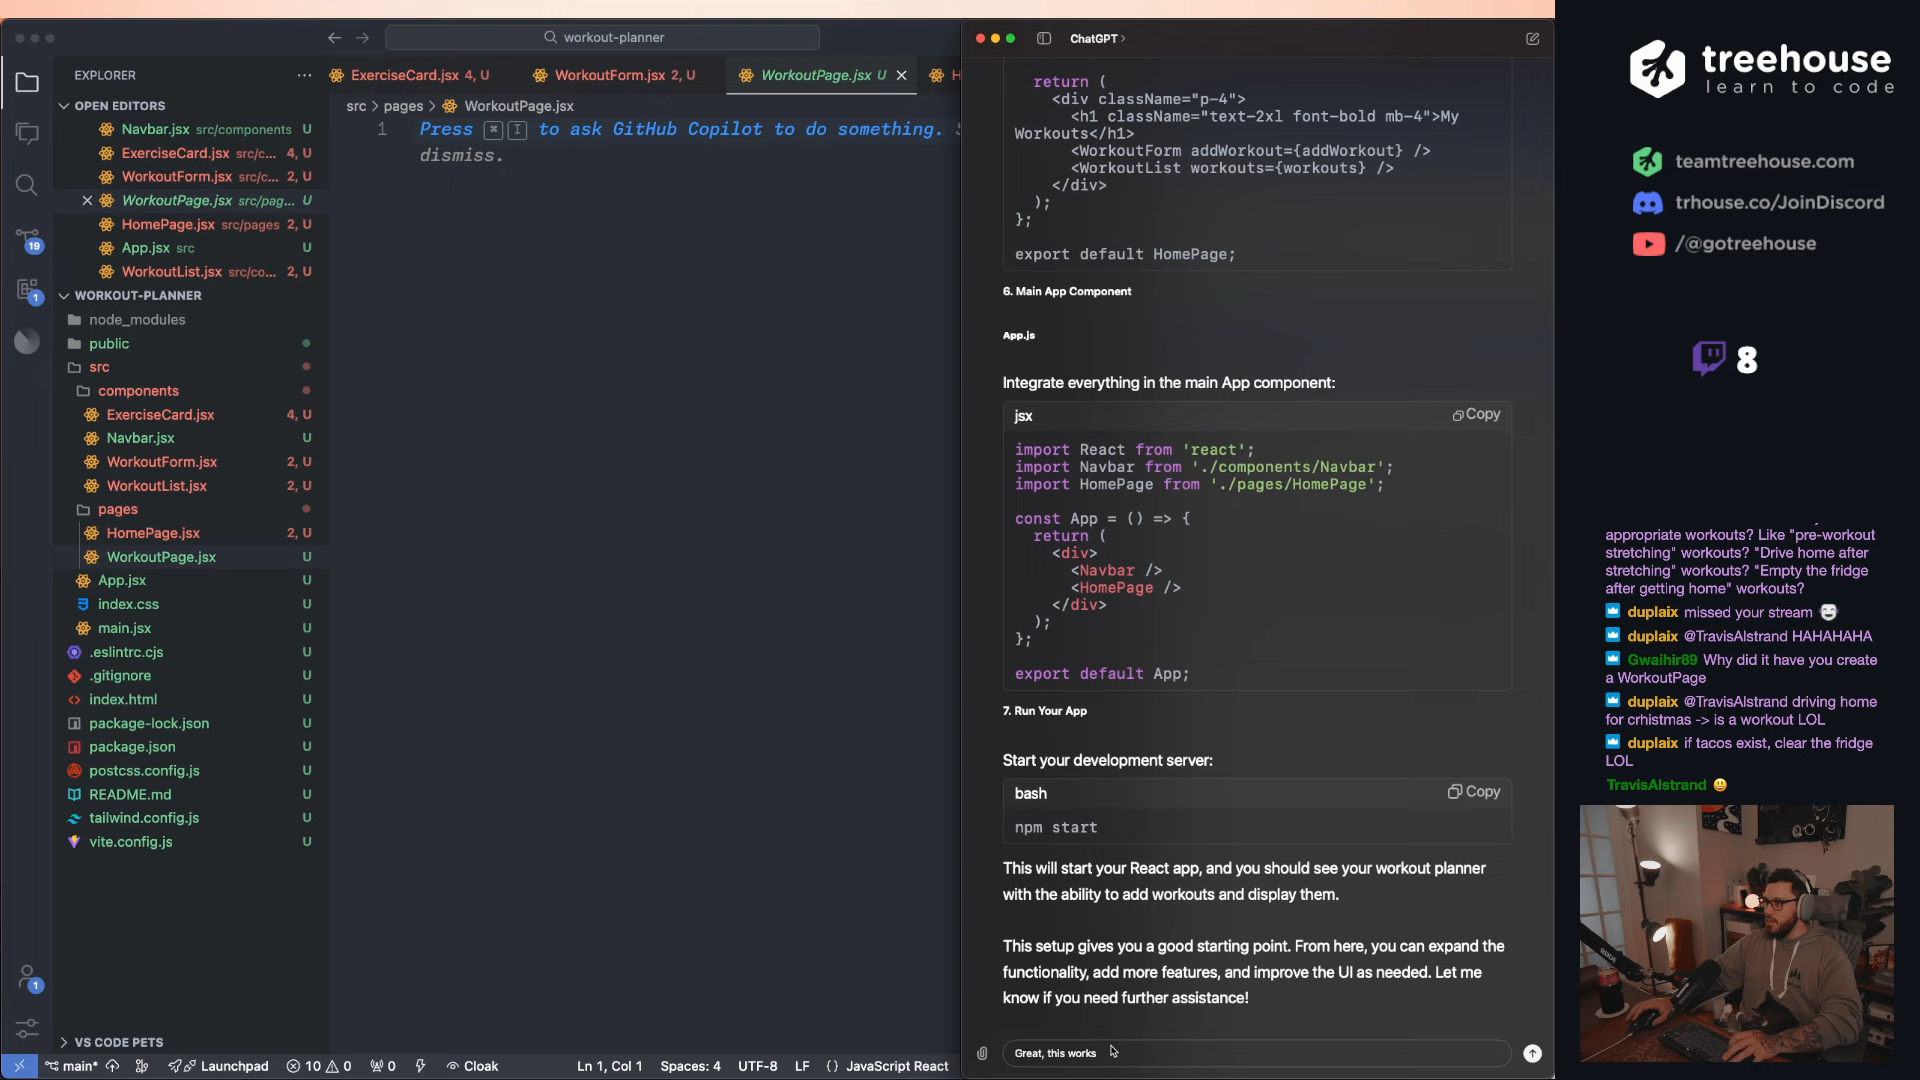 workout-planner
EXPLORER
OPEN EDITORS
Navbar.jsx src/components U
ExerciseCard.jsx src/c... 4, U
WorkoutForm.jsx src/c... 2, U
WorkoutPage.jsx src/pag... U
HomePage.jsx src/pages 2, U
App.jsx src U
WorkoutList.jsx src/co... 2, U
WORKOUT-PLANNER
node_modules
public
src
components
ExerciseCard.jsx 4, U
Navbar.jsx U
WorkoutForm.jsx 2, U
WorkoutList.jsx 2, U
pages
HomePage.jsx 2, U
WorkoutPage.jsx U
App.jsx U
index.css U
main.jsx U
.eslintrc.cjs U
.gitignore U
index.html U
package-lock.json U
package.json U
postcss.config.js U
README.md U
tailwind.config.js U
vite.config.js U
VS CODE PETS
19
1
1
ExerciseCard.jsx 4, U
WorkoutForm.jsx 2, U
WorkoutPage.jsx U
H
src > pages > WorkoutPage.jsx
1
Press ⌘ I to ask GitHub Copilot to do something. S
dismiss.
main*
Launchpad
10 0
0
Cloak
Ln 1, Col 1
Spaces: 4
UTF-8
LF
{} JavaScript React
ChatGPT >
return (
<div className="p-4">
<h1 className="text-2xl font-bold mb-4">My
Workouts</h1>
<WorkoutForm addWorkout={addWorkout} />
<WorkoutList workouts={workouts} />
</div>
);
};
export default HomePage;
6. Main App Component
App.js
Integrate everything in the main App component:
jsx
Copy
import React from 'react';
import Navbar from './components/Navbar';
import HomePage from './pages/HomePage';
const App = () => {
return (
<div>
<Navbar />
<HomePage />
</div>
);
};
export default App;
7. Run Your App
Start your development server:
bash
Copy
npm start
This will start your React app, and you should see your workout planner
with the ability to add workouts and display them.
This setup gives you a good starting point. From here, you can expand the
functionality, add more features, and improve the UI as needed. Let me
know if you need further assistance!
Great, this works
treehouse
learn to code
teamtreehouse.com
trhouse.co/JoinDiscord
/@gotreehouse
8
appropriate workouts? Like "pre-workout
stretching" workouts? "Drive home after
stretching" workouts? "Empty the fridge
after getting home" workouts?
duplaix missed your stream
duplaix @TravisAlstrand HAHAHAHA
Gwaihir89 Why did it have you create
a WorkoutPage
duplaix @TravisAlstrand driving home
for crhistmas -> is a workout LOL
duplaix if tacos exist, clear the fridge
LOL
TravisAlstrand